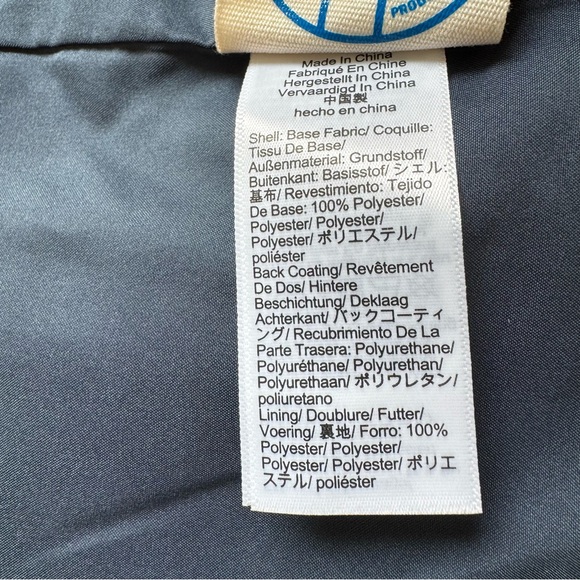 PROD
Made In China
Fabriqué En Chine
Hergestellt In China
Vervaardigd In China
中国製
hecho en china
Shell: Base Fabric/ Coquille:
Tissu De Base/
Außenmaterial: Grundstoff/
Buitenkant: Basisstof/ シェル:
基布/ Revestimiento: Tejido
De Base: 100% Polyester/
Polyester/ Polyester/
Polyester/ ポリエステル/
poliéster
Back Coating/ Revêtement
De Dos/ Hintere
Beschichtung/ Deklaag
Achterkant/ バックコーティ
ング/ Recubrimiento De La
Parte Trasera: Polyurethane/
Polyuréthane/ Polyurethan/
Polyurethaan/ ポリウレタン/
poliuretano
Lining/ Doublure/ Futter/
Voering/ 裏地/ Forro: 100%
Polyester/ Polyester/
Polyester/ Polyester/ ポリエ
ステル/ poliéster